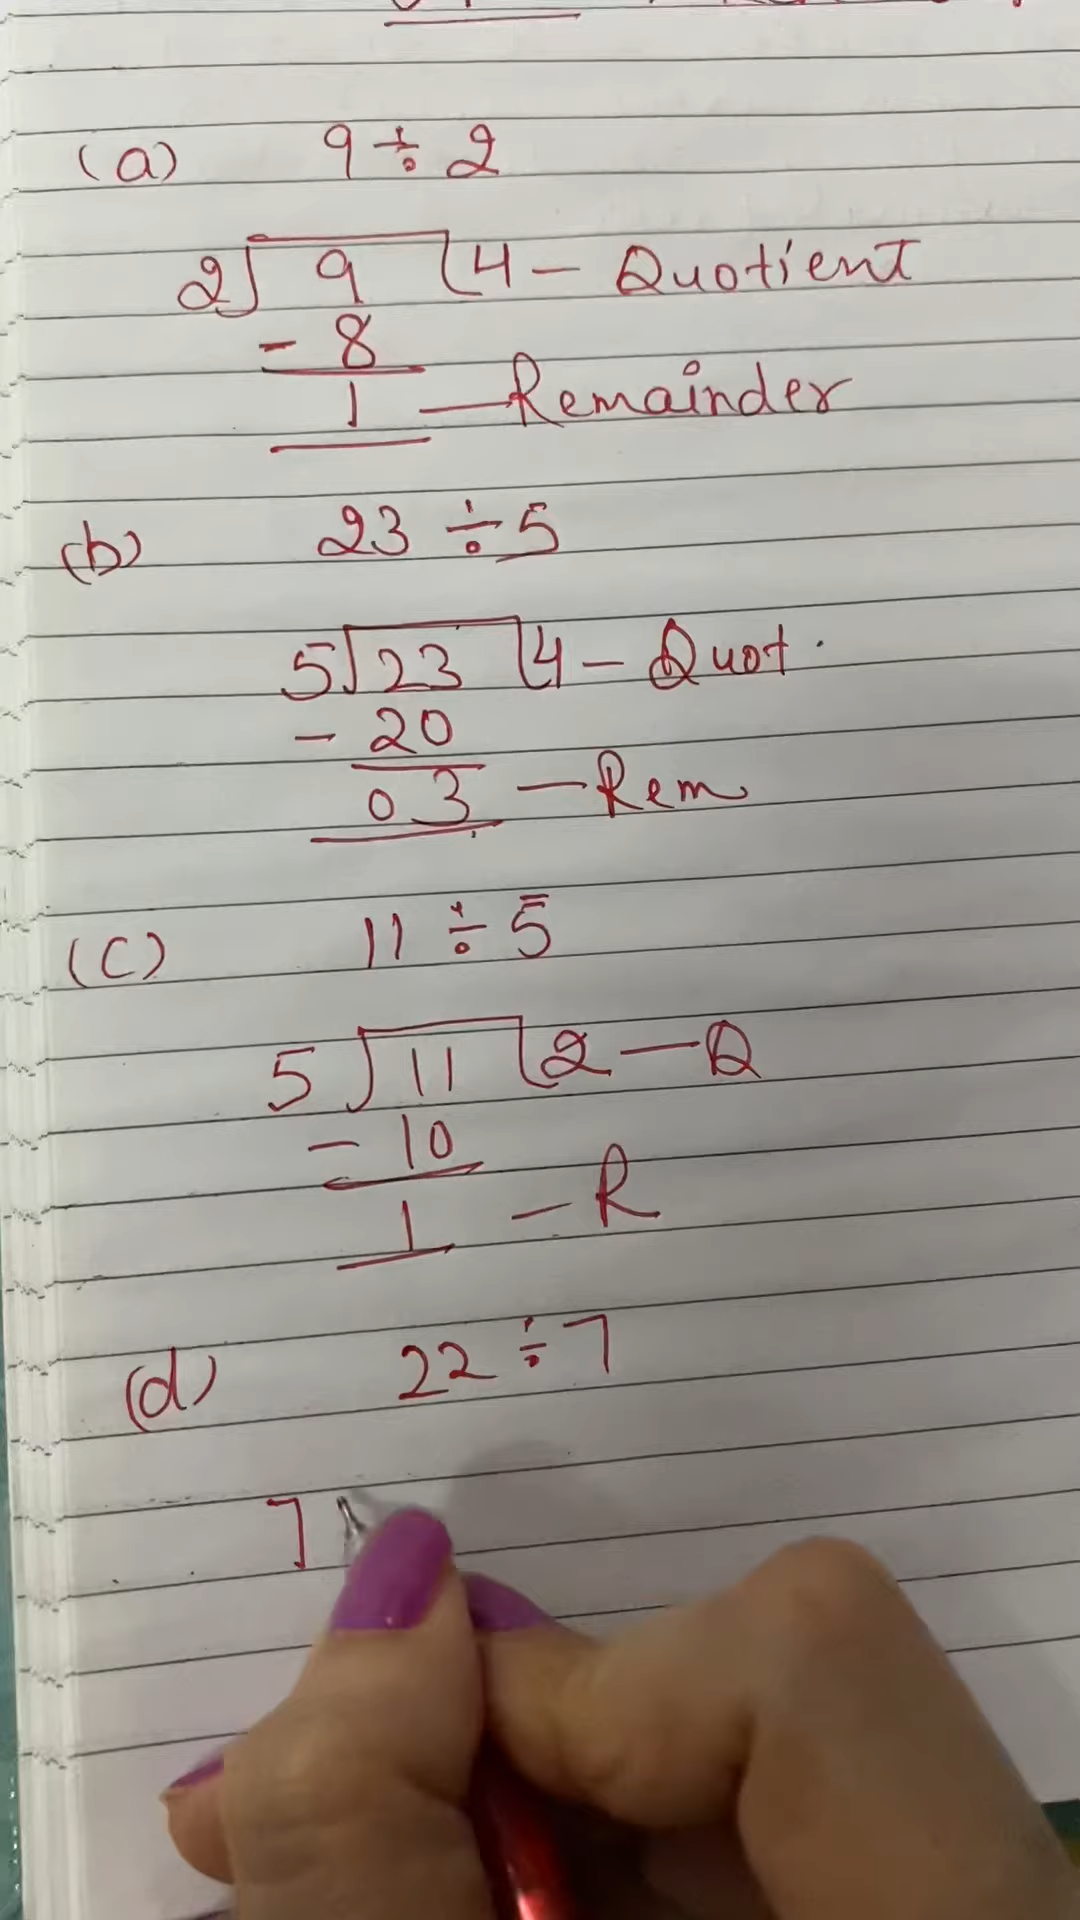 (a) 9 ÷ 2
2) 9 (4 - Quotient
- 8
1 — Remainder
(b) 23 ÷ 5
5) 23 (4 - Quot.
- 20
03 — Rem
(C) 11 ÷ 5
5) 11 (2 — Q
- 10
1 - R
(d) 22 ÷ 7
7